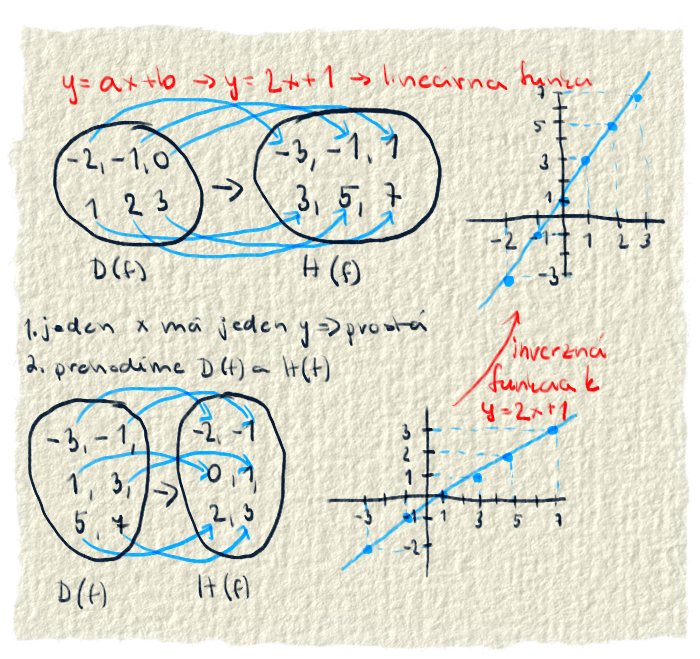 y = ax+b → y = 2x+1 → lineárna funkci
-2, -1, 0
1 2 3
→
-3, -1, 1
3, 5, 7
D(f)
H(f)
7
5
3
1
-1
-3
-2 1 2 3
1. jeden x má jeden y => prostá
2. prehodíme D(f) a H(f)
inverzná
funkcia k
y = 2x+1
-3, -1,
1, 3,
5, 7
→
-2, -1
0, 1,
2, 3
D(f)
H(f)
3
2
1
-1
-2
-3 1 3 5 7